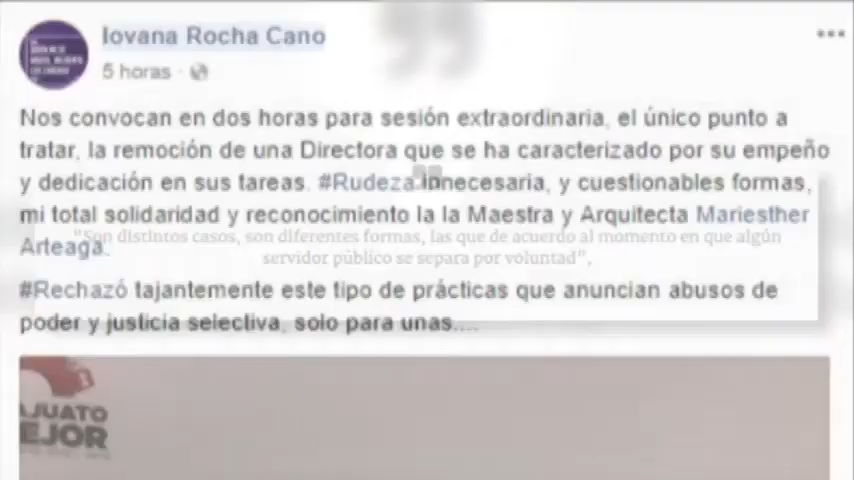 Iovana Rocha Cano
5 horas
Nos convocan en dos horas para sesión extraordinaria, el único punto a
tratar, la remoción de una Directora que se ha caracterizado por su empeño
y dedicación en sus tareas. #Rudeza Innecesaria, y cuestionables formas,
mi total solidaridad y reconocimiento la la Maestra y Arquitecta Mariesther
Arteaga.
"Son distintos casos, son diferentes formas, las que de acuerdo al momento en que algún
servidor público se separa por voluntad",
#Rechazó tajantemente este tipo de prácticas que anuncian abusos de
poder y justicia selectiva, solo para unas....
AJUATO
EJOR